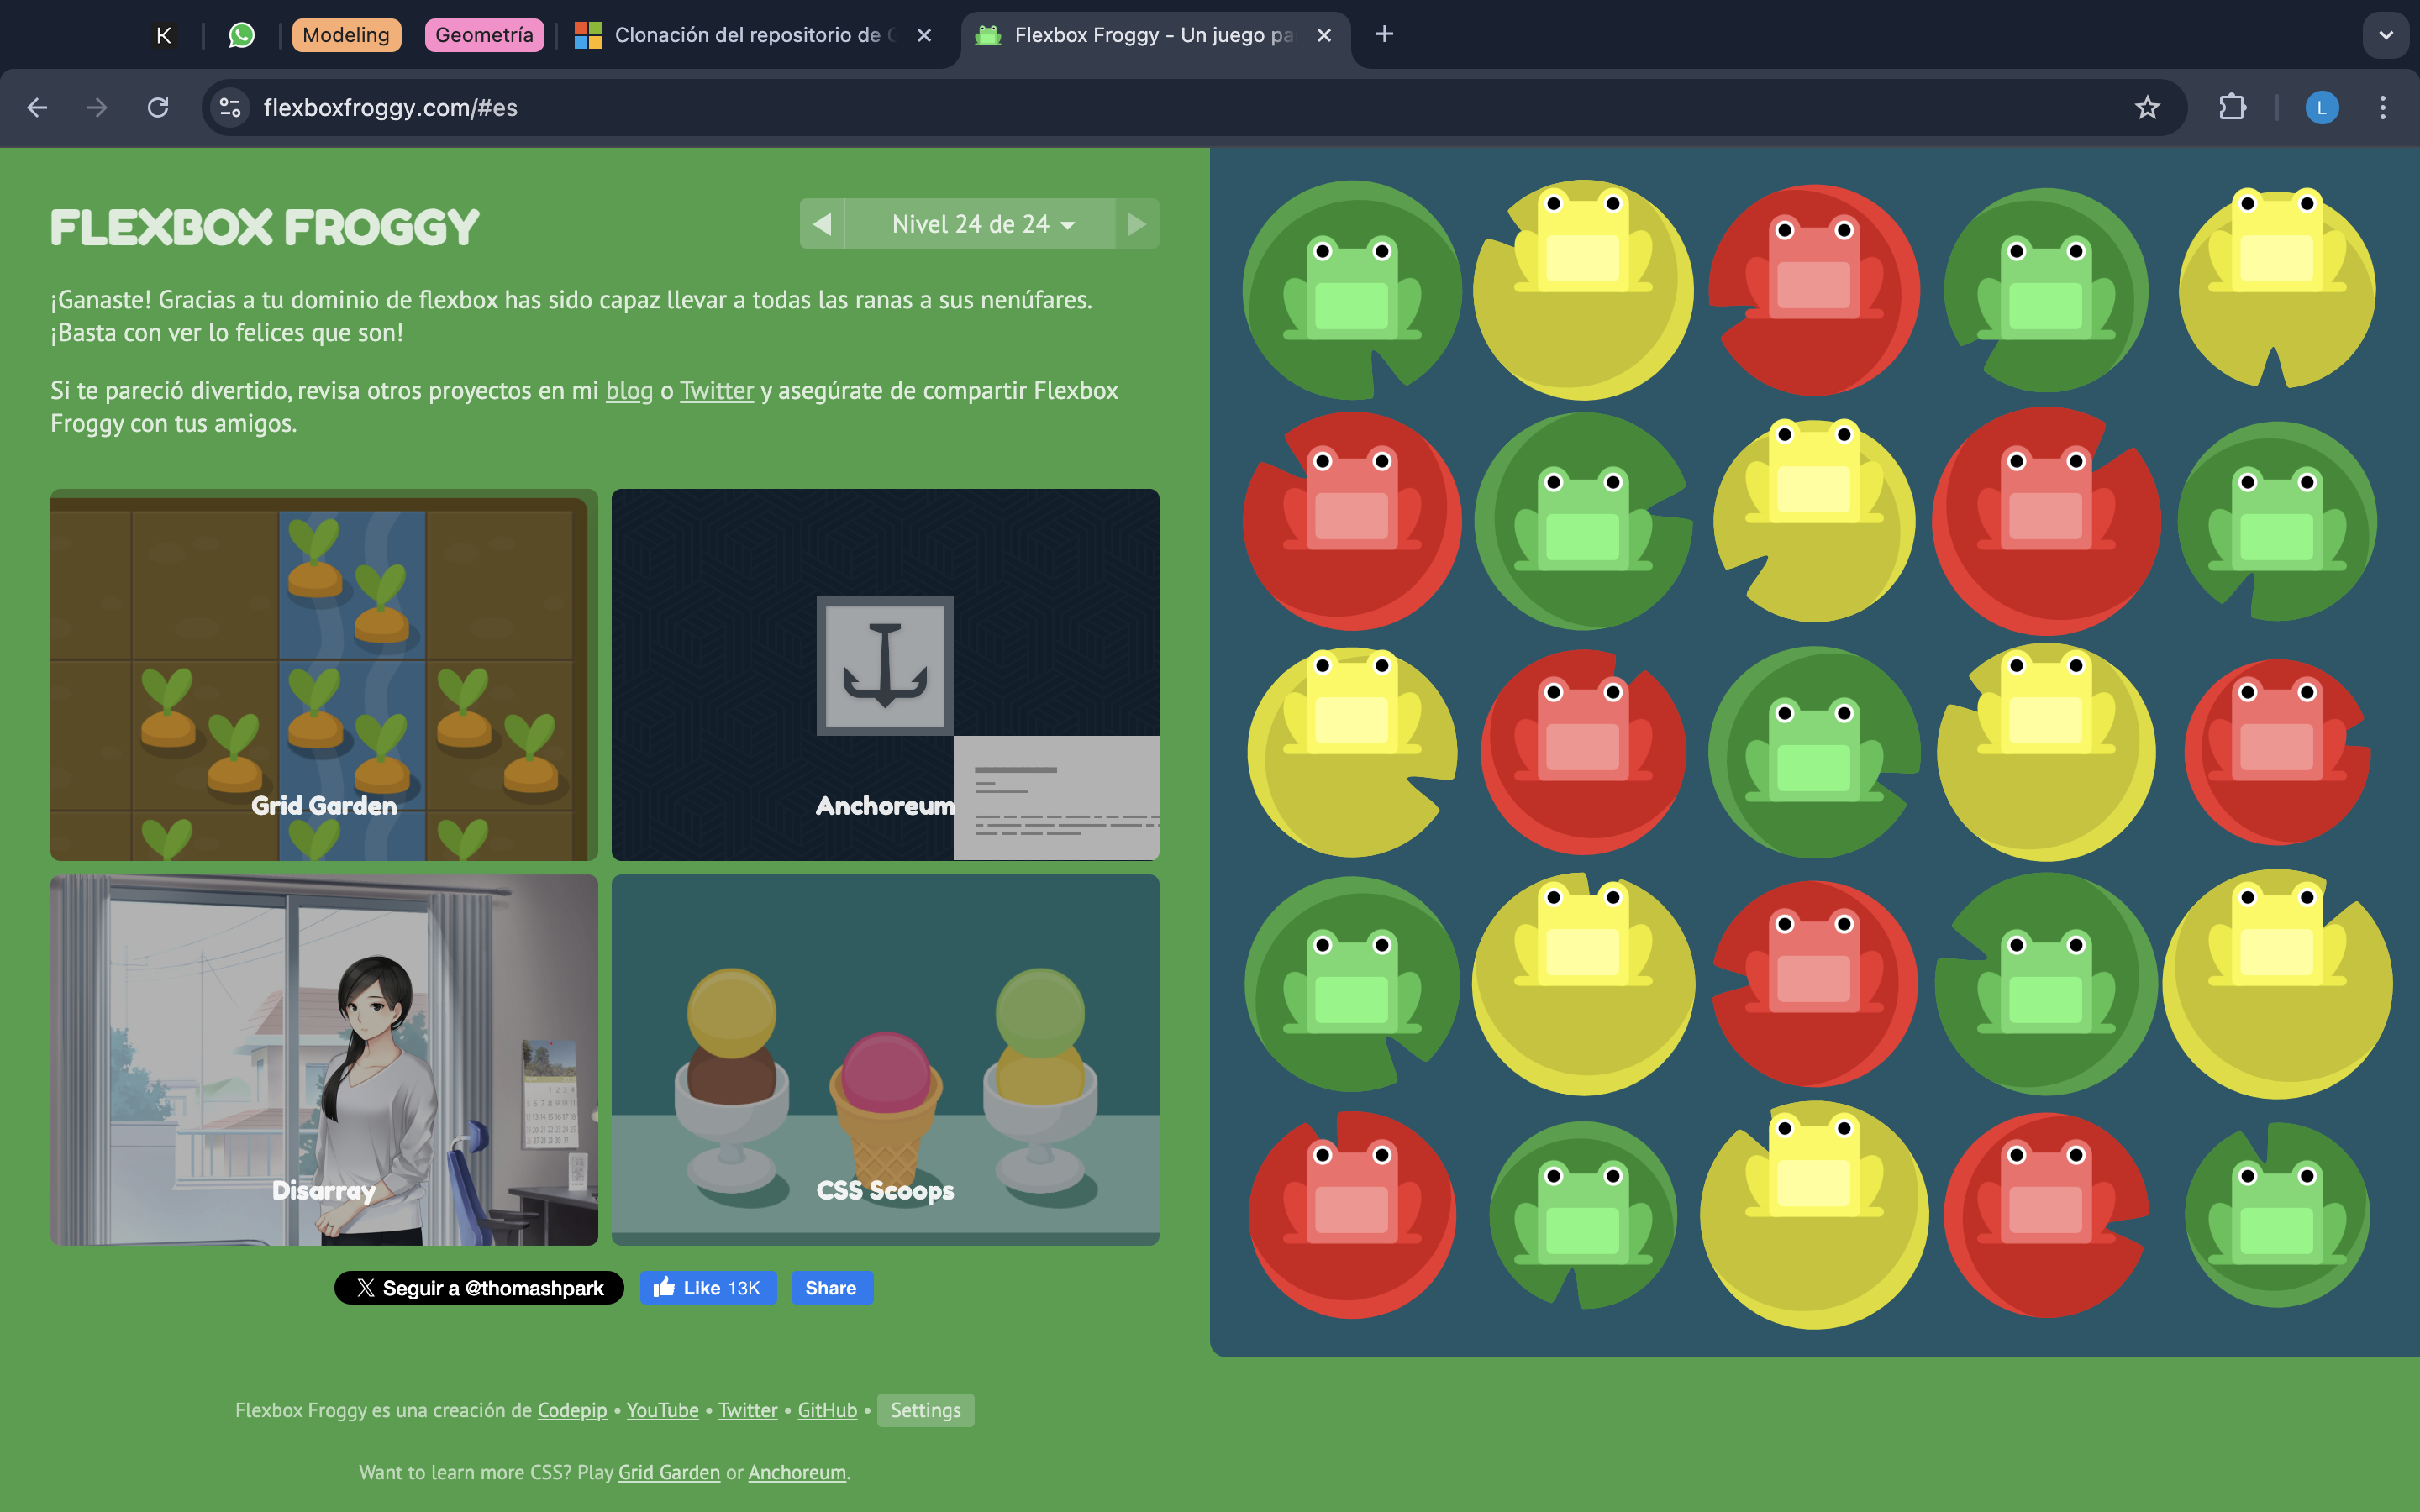 K
Modeling
Geometría
Clonación del repositorio de
Flexbox Froggy - Un juego pa
flexboxfroggy.com/#es
L
FLEXBOX FROGGY
Nivel 24 de 24
¡Ganaste! Gracias a tu dominio de flexbox has sido capaz llevar a todas las ranas a sus nenúfares.
¡Basta con ver lo felices que son!
Si te pareció divertido, revisa otros proyectos en mi blog o Twitter y asegúrate de compartir Flexbox
Froggy con tus amigos.
Grid Garden
Anchoreum
Disarray
CSS Scoops
Seguir a @thomashpark
Like 13K
Share
Flexbox Froggy es una creación de Codepip • YouTube • Twitter • GitHub • Settings
Want to learn more CSS? Play Grid Garden or Anchoreum.